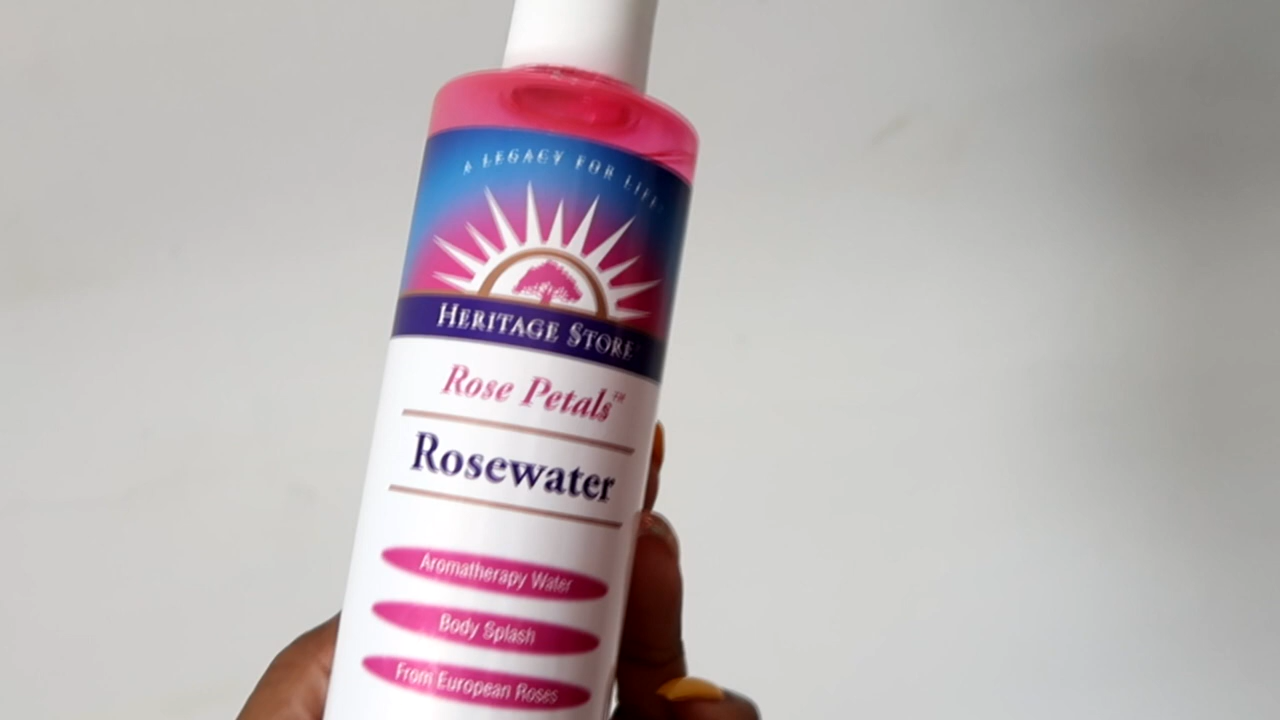 A LEGACY FOR LIFE
HERITAGE STORE
Rose Petals™
Rosewater
Aromatherapy Water
Body Splash
From European Roses